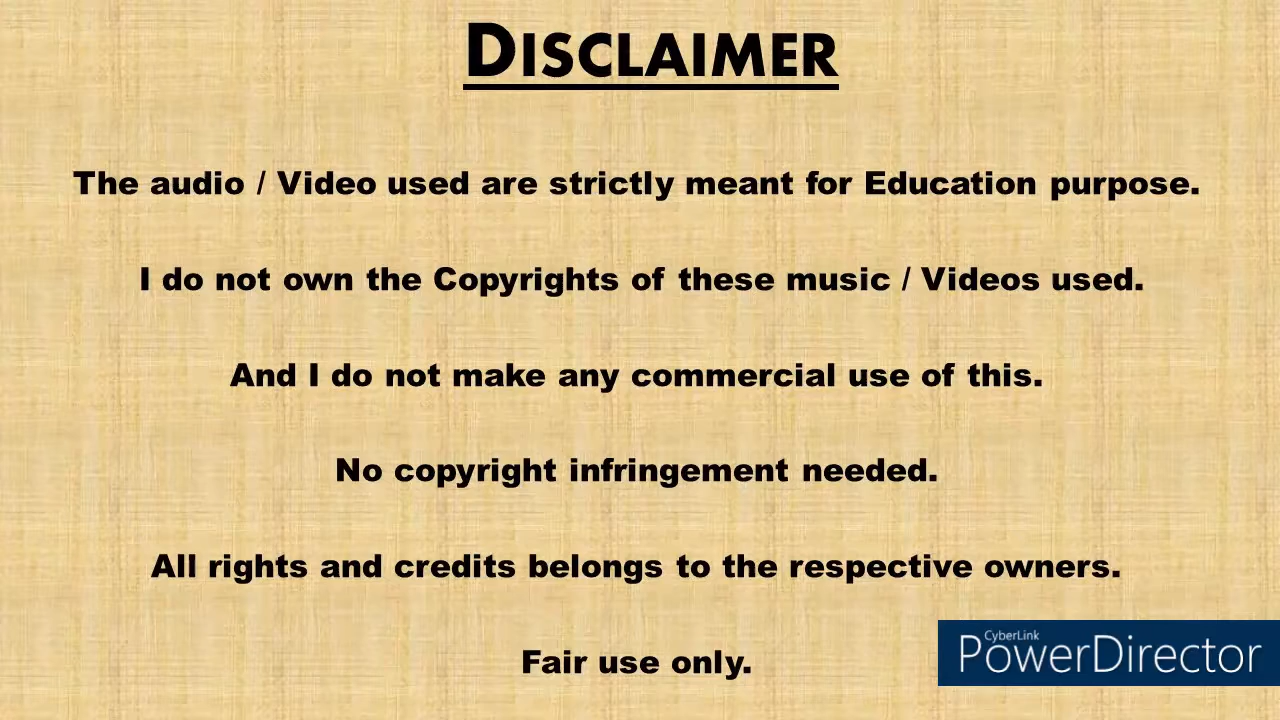 DISCLAIMER
The audio / Video used are strictly meant for Education purpose.
I do not own the Copyrights of these music / Videos used.
And I do not make any commercial use of this.
No copyright infringement needed.
All rights and credits belongs to the respective owners.
Fair use only.
CyberLink
PowerDirector